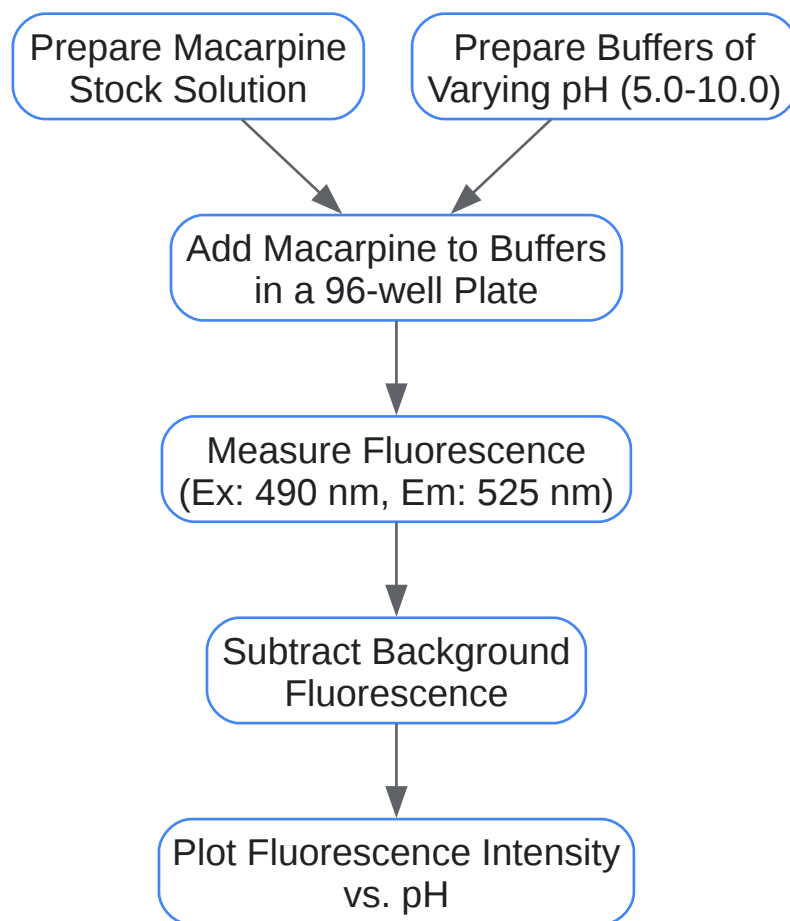 Prepare Macarpine
Stock Solution
Prepare Buffers of
Varying pH (5.0-10.0)
Add Macarpine to Buffers
in a 96-well Plate
Measure Fluorescence
(Ex: 490 nm, Em: 525 nm)
Subtract Background
Fluorescence
Plot Fluorescence Intensity
vs. pH